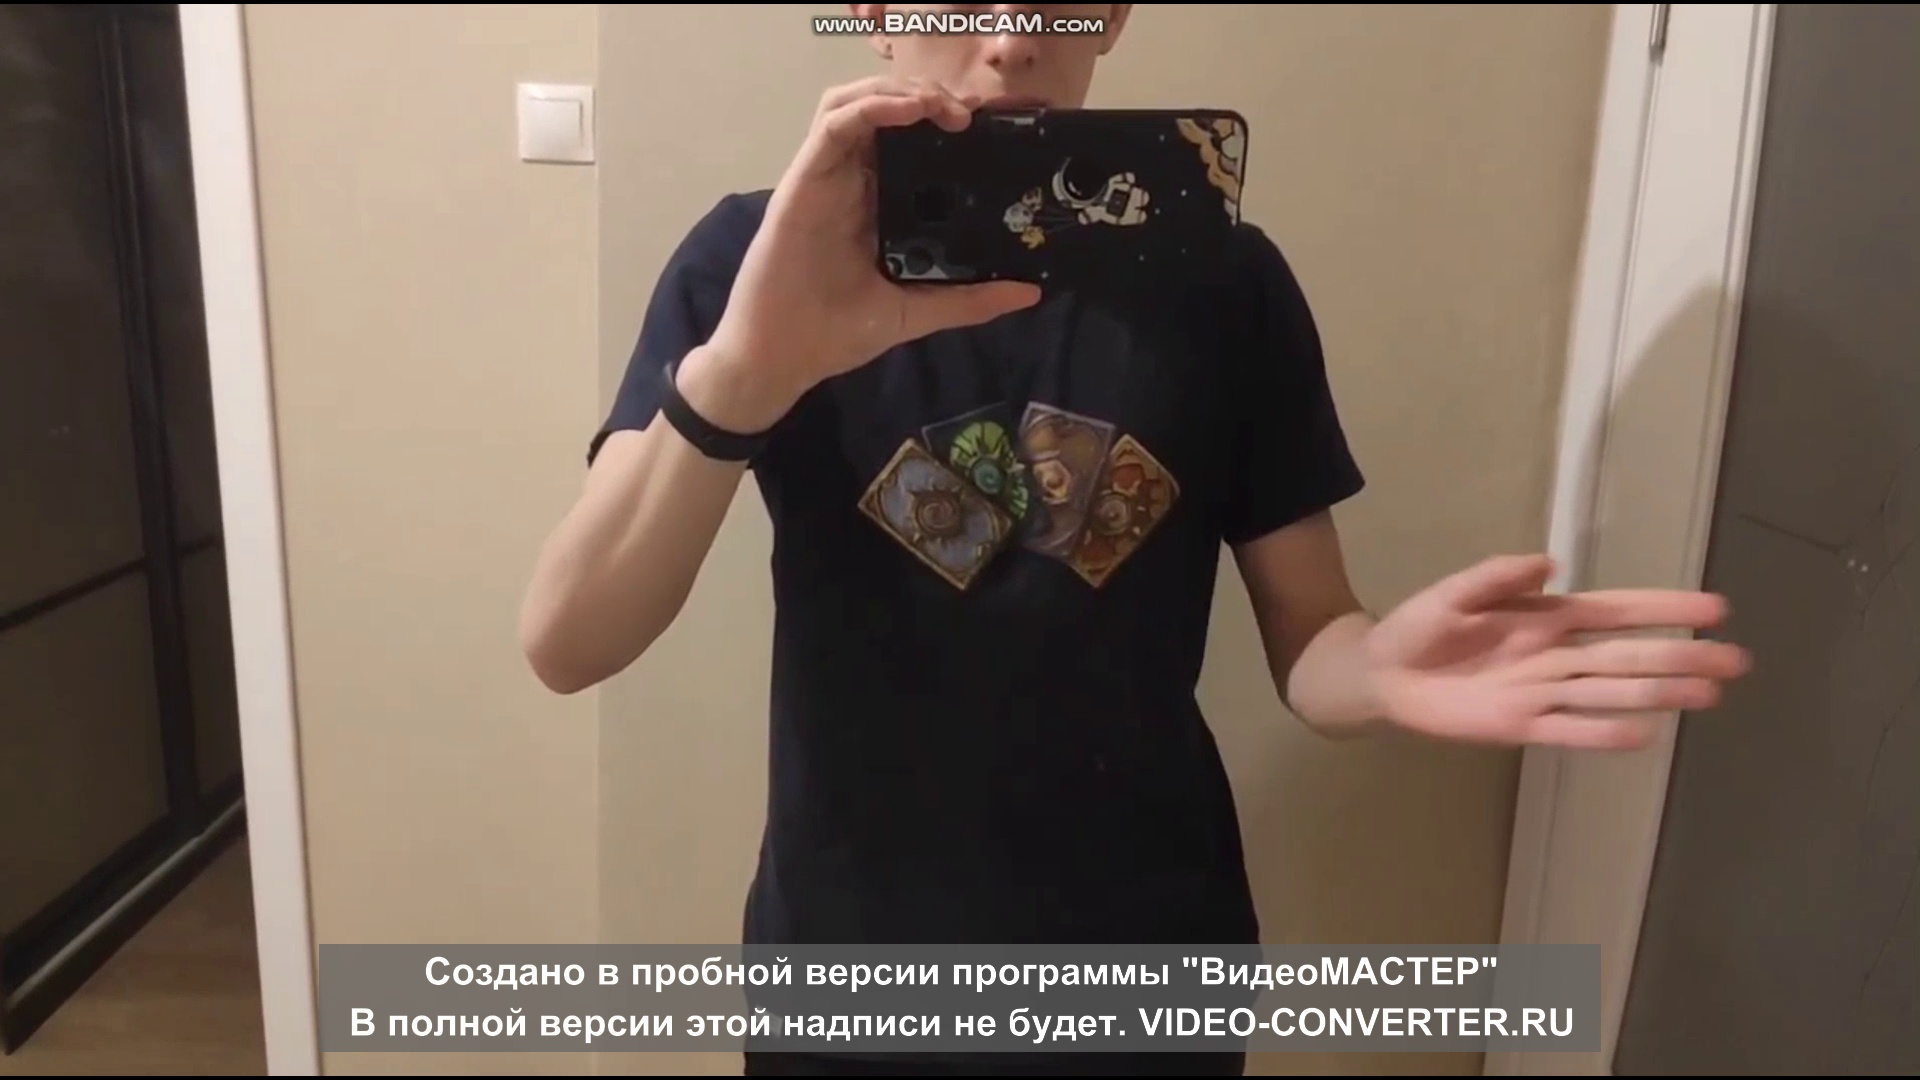 www.BANDICAM.com
Создано в пробной версии программы "ВидеоМАСТЕР"
В полной версии этой надписи не будет. VIDEO-CONVERTER.RU